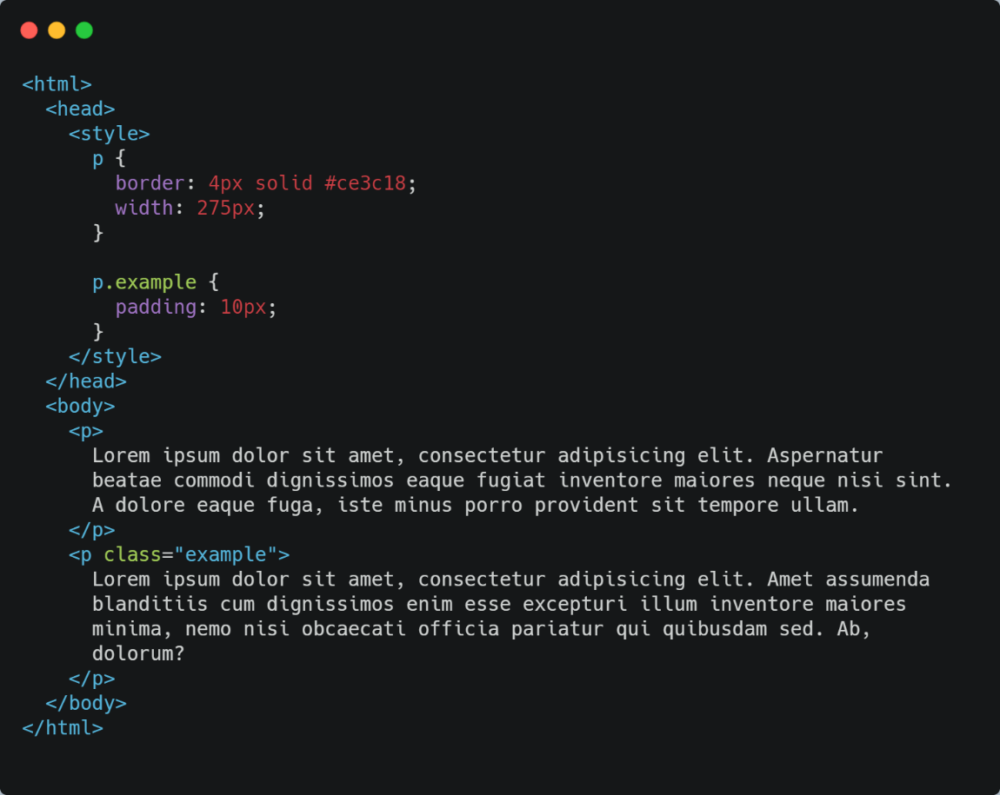 <html>
  <head>
    <style>
      p {
        border: 4px solid #ce3c18;
        width: 275px;
      }

      p.example {
        padding: 10px;
      }
    </style>
  </head>
  <body>
    <p>
      Lorem ipsum dolor sit amet, consectetur adipisicing elit. Aspernatur
      beatae commodi dignissimos eaque fugiat inventore maiores neque nisi sint.
      A dolore eaque fuga, iste minus porro provident sit tempore ullam.
    </p>
    <p class="example">
      Lorem ipsum dolor sit amet, consectetur adipisicing elit. Amet assumenda
      blanditiis cum dignissimos enim esse excepturi illum inventore maiores
      minima, nemo nisi obcaecati officia pariatur qui quibusdam sed. Ab,
      dolorum?
    </p>
  </body>
</html>